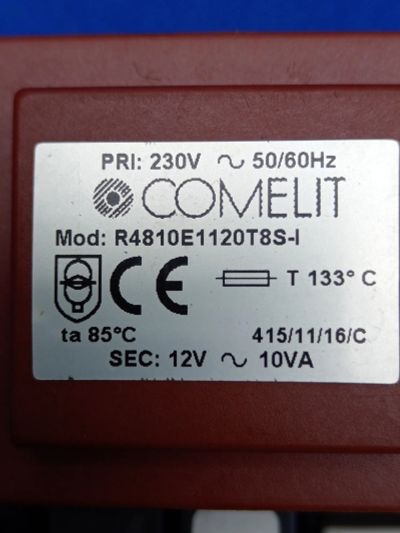 PRI: 230V ~ 50/60Hz
COMELIT
Mod: R4810E1120T8S-I
CE T 133° C
ta 85°C 415/11/16/C
SEC: 12V ~ 10VA